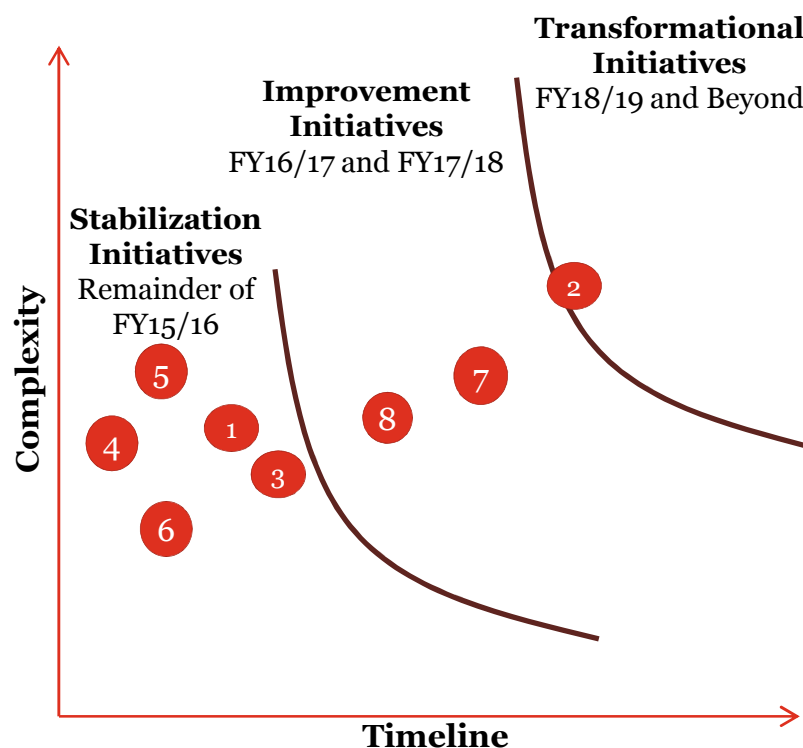 Transformational
Initiatives
FY18/19 and Beyond
Improvement
Initiatives
FY16/17 and FY17/18
Stabilization
Initiatives
Remainder of
FY15/16
2
5
7
8
1
4
3
6
Complexity
Timeline